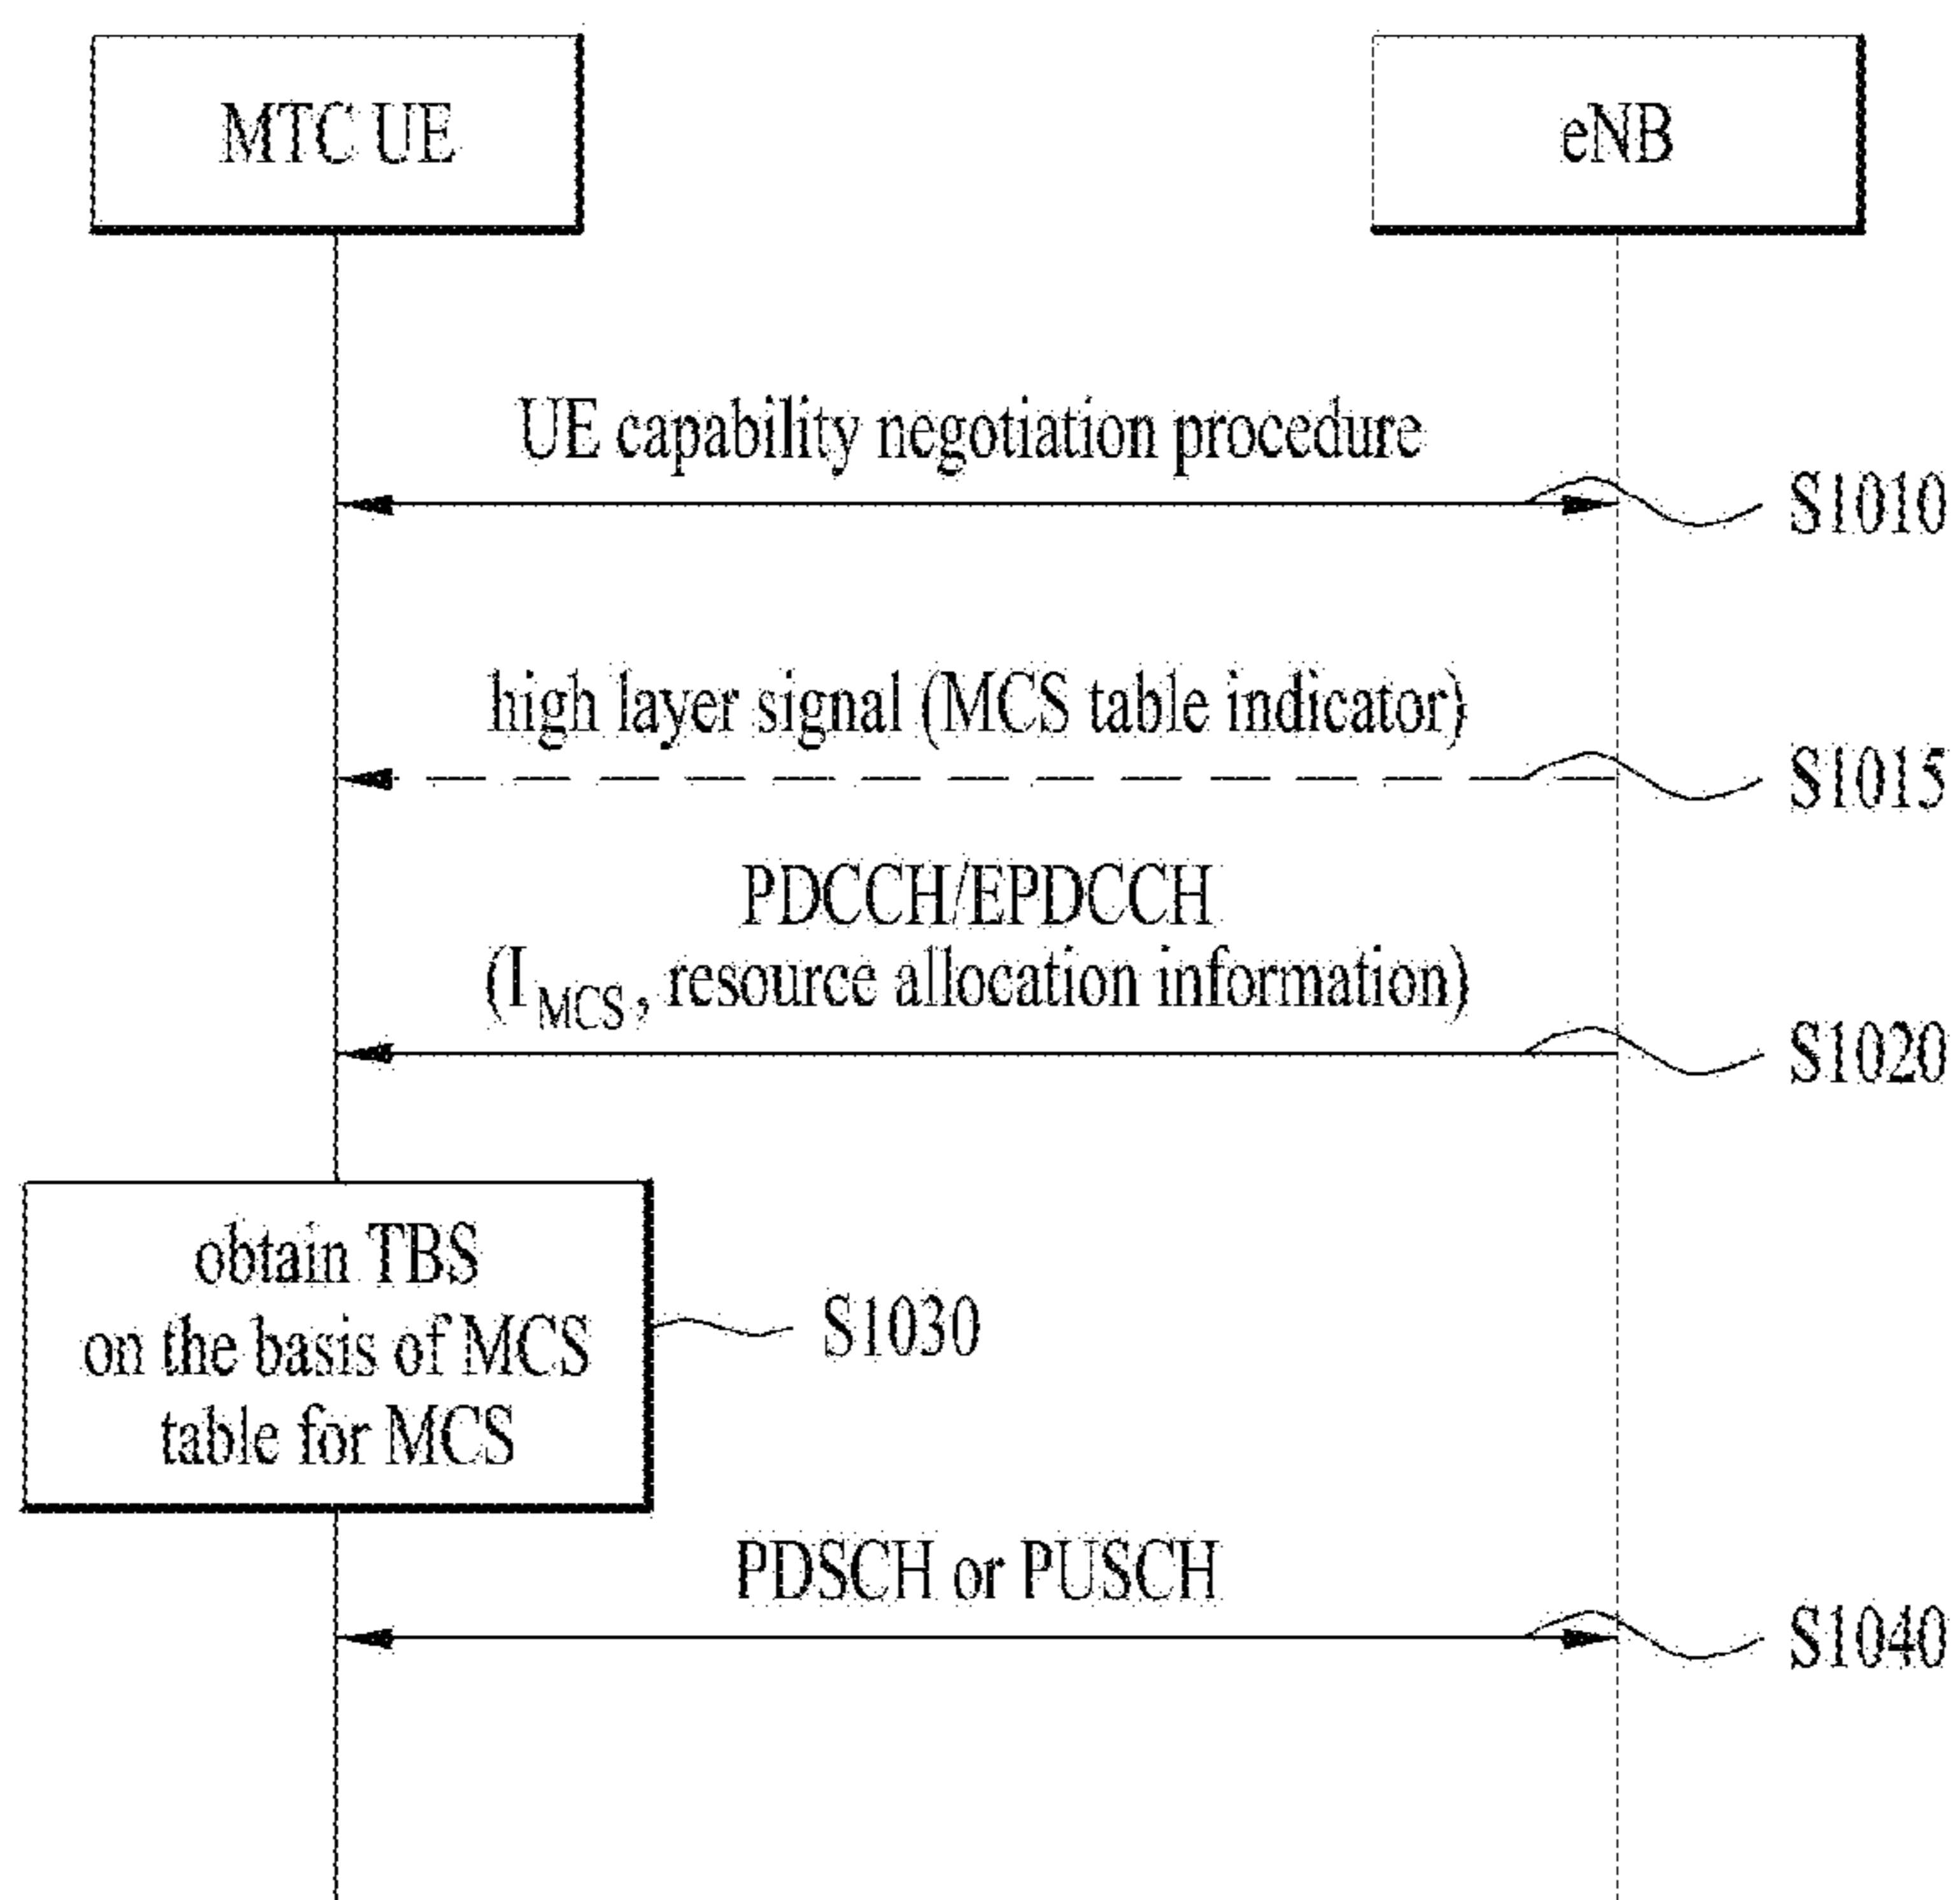 MTC UE
eNB
UE capability negotiation procedure
S1010
high layer signal (MCS table indicator)
S1015
PDCCH/EPDCCH
(I_MCS, resource allocation information)
S1020
obtain TBS
on the basis of MCS
table for MCS
S1030
PDSCH or PUSCH
S1040